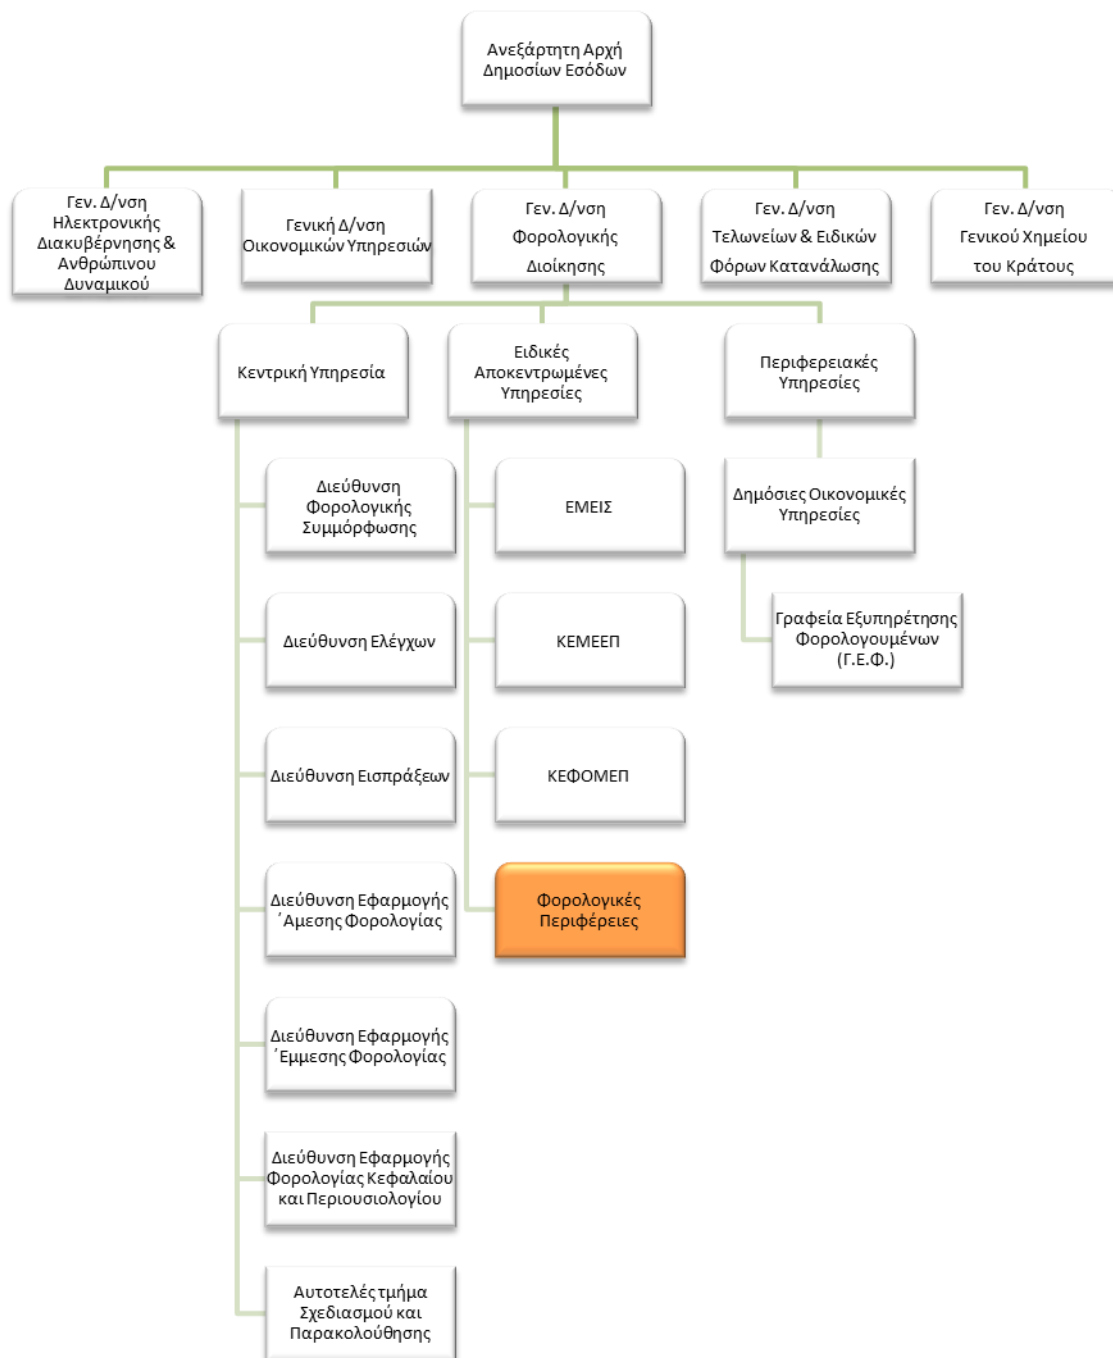 Ανεξάρτητη Αρχή
Δημοσίων Εσόδων
Γεν. Δ/νση
Ηλεκτρονικής
Διακυβέρνησης &
Ανθρώπινου
Δυναμικού
Γενική Δ/νση
Οικονομικών Υπηρεσιών
Γεν. Δ/νση
Φορολογικής
Διοίκησης
Γεν. Δ/νση
Τελωνείων & Ειδικών
Φόρων Κατανάλωσης
Γεν. Δ/νση
Γενικού Χημείου
του Κράτους
Κεντρική Υπηρεσία
Ειδικές
Αποκεντρωμένες
Υπηρεσίες
Περιφερειακές
Υπηρεσίες
Διεύθυνση
Φορολογικής
Συμμόρφωσης
ΕΜΕΙΣ
Δημόσιες Οικονομικές
Υπηρεσίες
Διεύθυνση Ελέγχων
ΚΕΜΕΕΠ
Γραφεία Εξυπηρέτησης
Φορολογουμένων
(Γ.Ε.Φ.)
Διεύθυνση Εισπράξεων
ΚΕΦΟΜΕΠ
Διεύθυνση Εφαρμογής
΄Αμεσης Φορολογίας
Φορολογικές
Περιφέρειες
Διεύθυνση Εφαρμογής
΄Εμμεσης Φορολογίας
Διεύθυνση Εφαρμογής
Φορολογίας Κεφαλαίου
και Περιουσιολογίου
Αυτοτελές τμήμα
Σχεδιασμού και
Παρακολούθησης